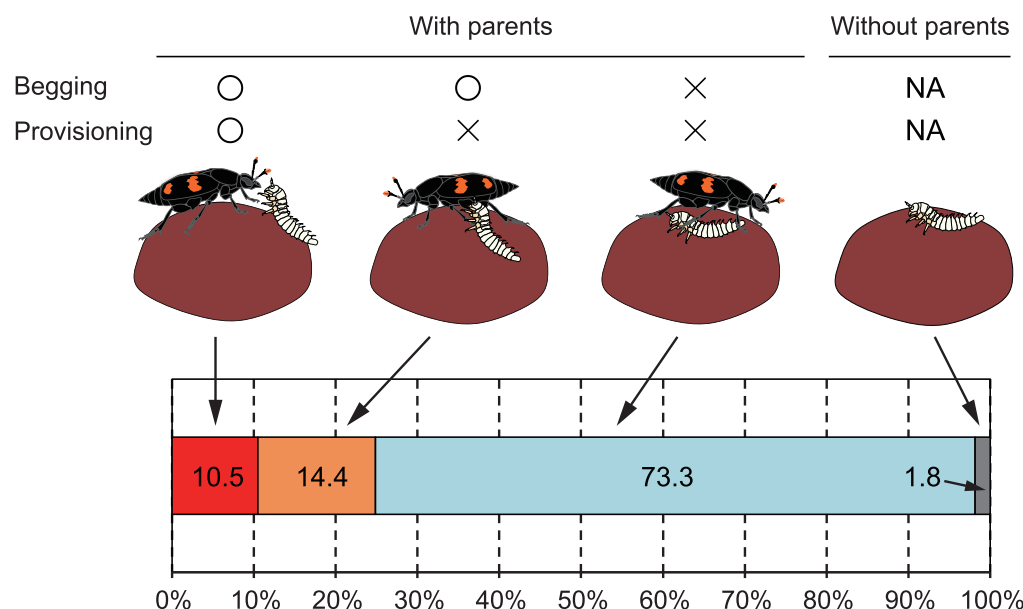 With parents Without parents
Begging NA
Provisioning NA
10.5 14.4 73.3 1.8
0% 10% 20% 30% 40% 50% 60% 70% 80% 90% 100%